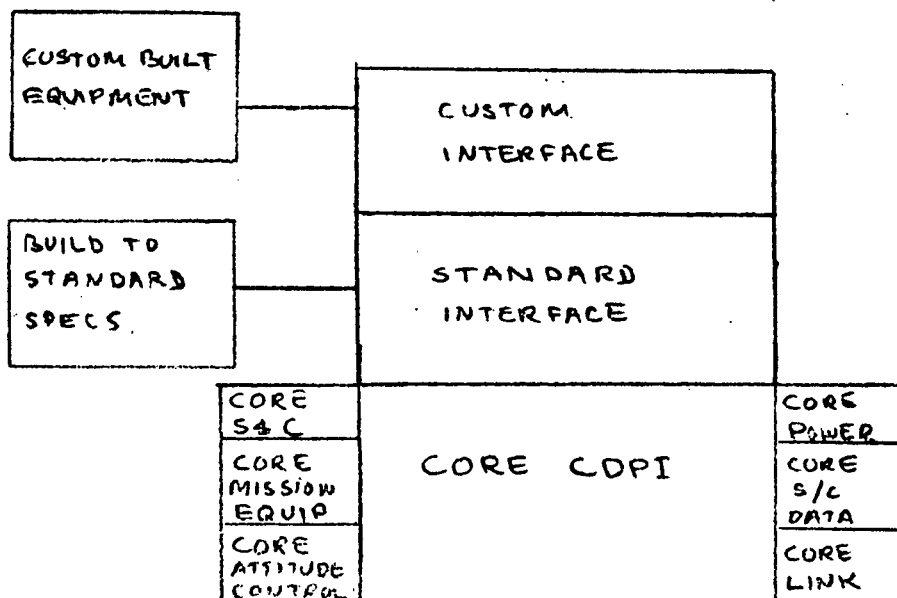 CUSTOM BUILT
EQUIPMENT
CUSTOM
INTERFACE
BUILD TO
STANDARD
SPECS.
STANDARD
INTERFACE
CORE
S&C
CORE
MISSION
EQUIP
CORE
ATTITUDE
CONTROL
CORE CDPI
CORE
POWER
CORE
S/C
DATA
CORE
LINK